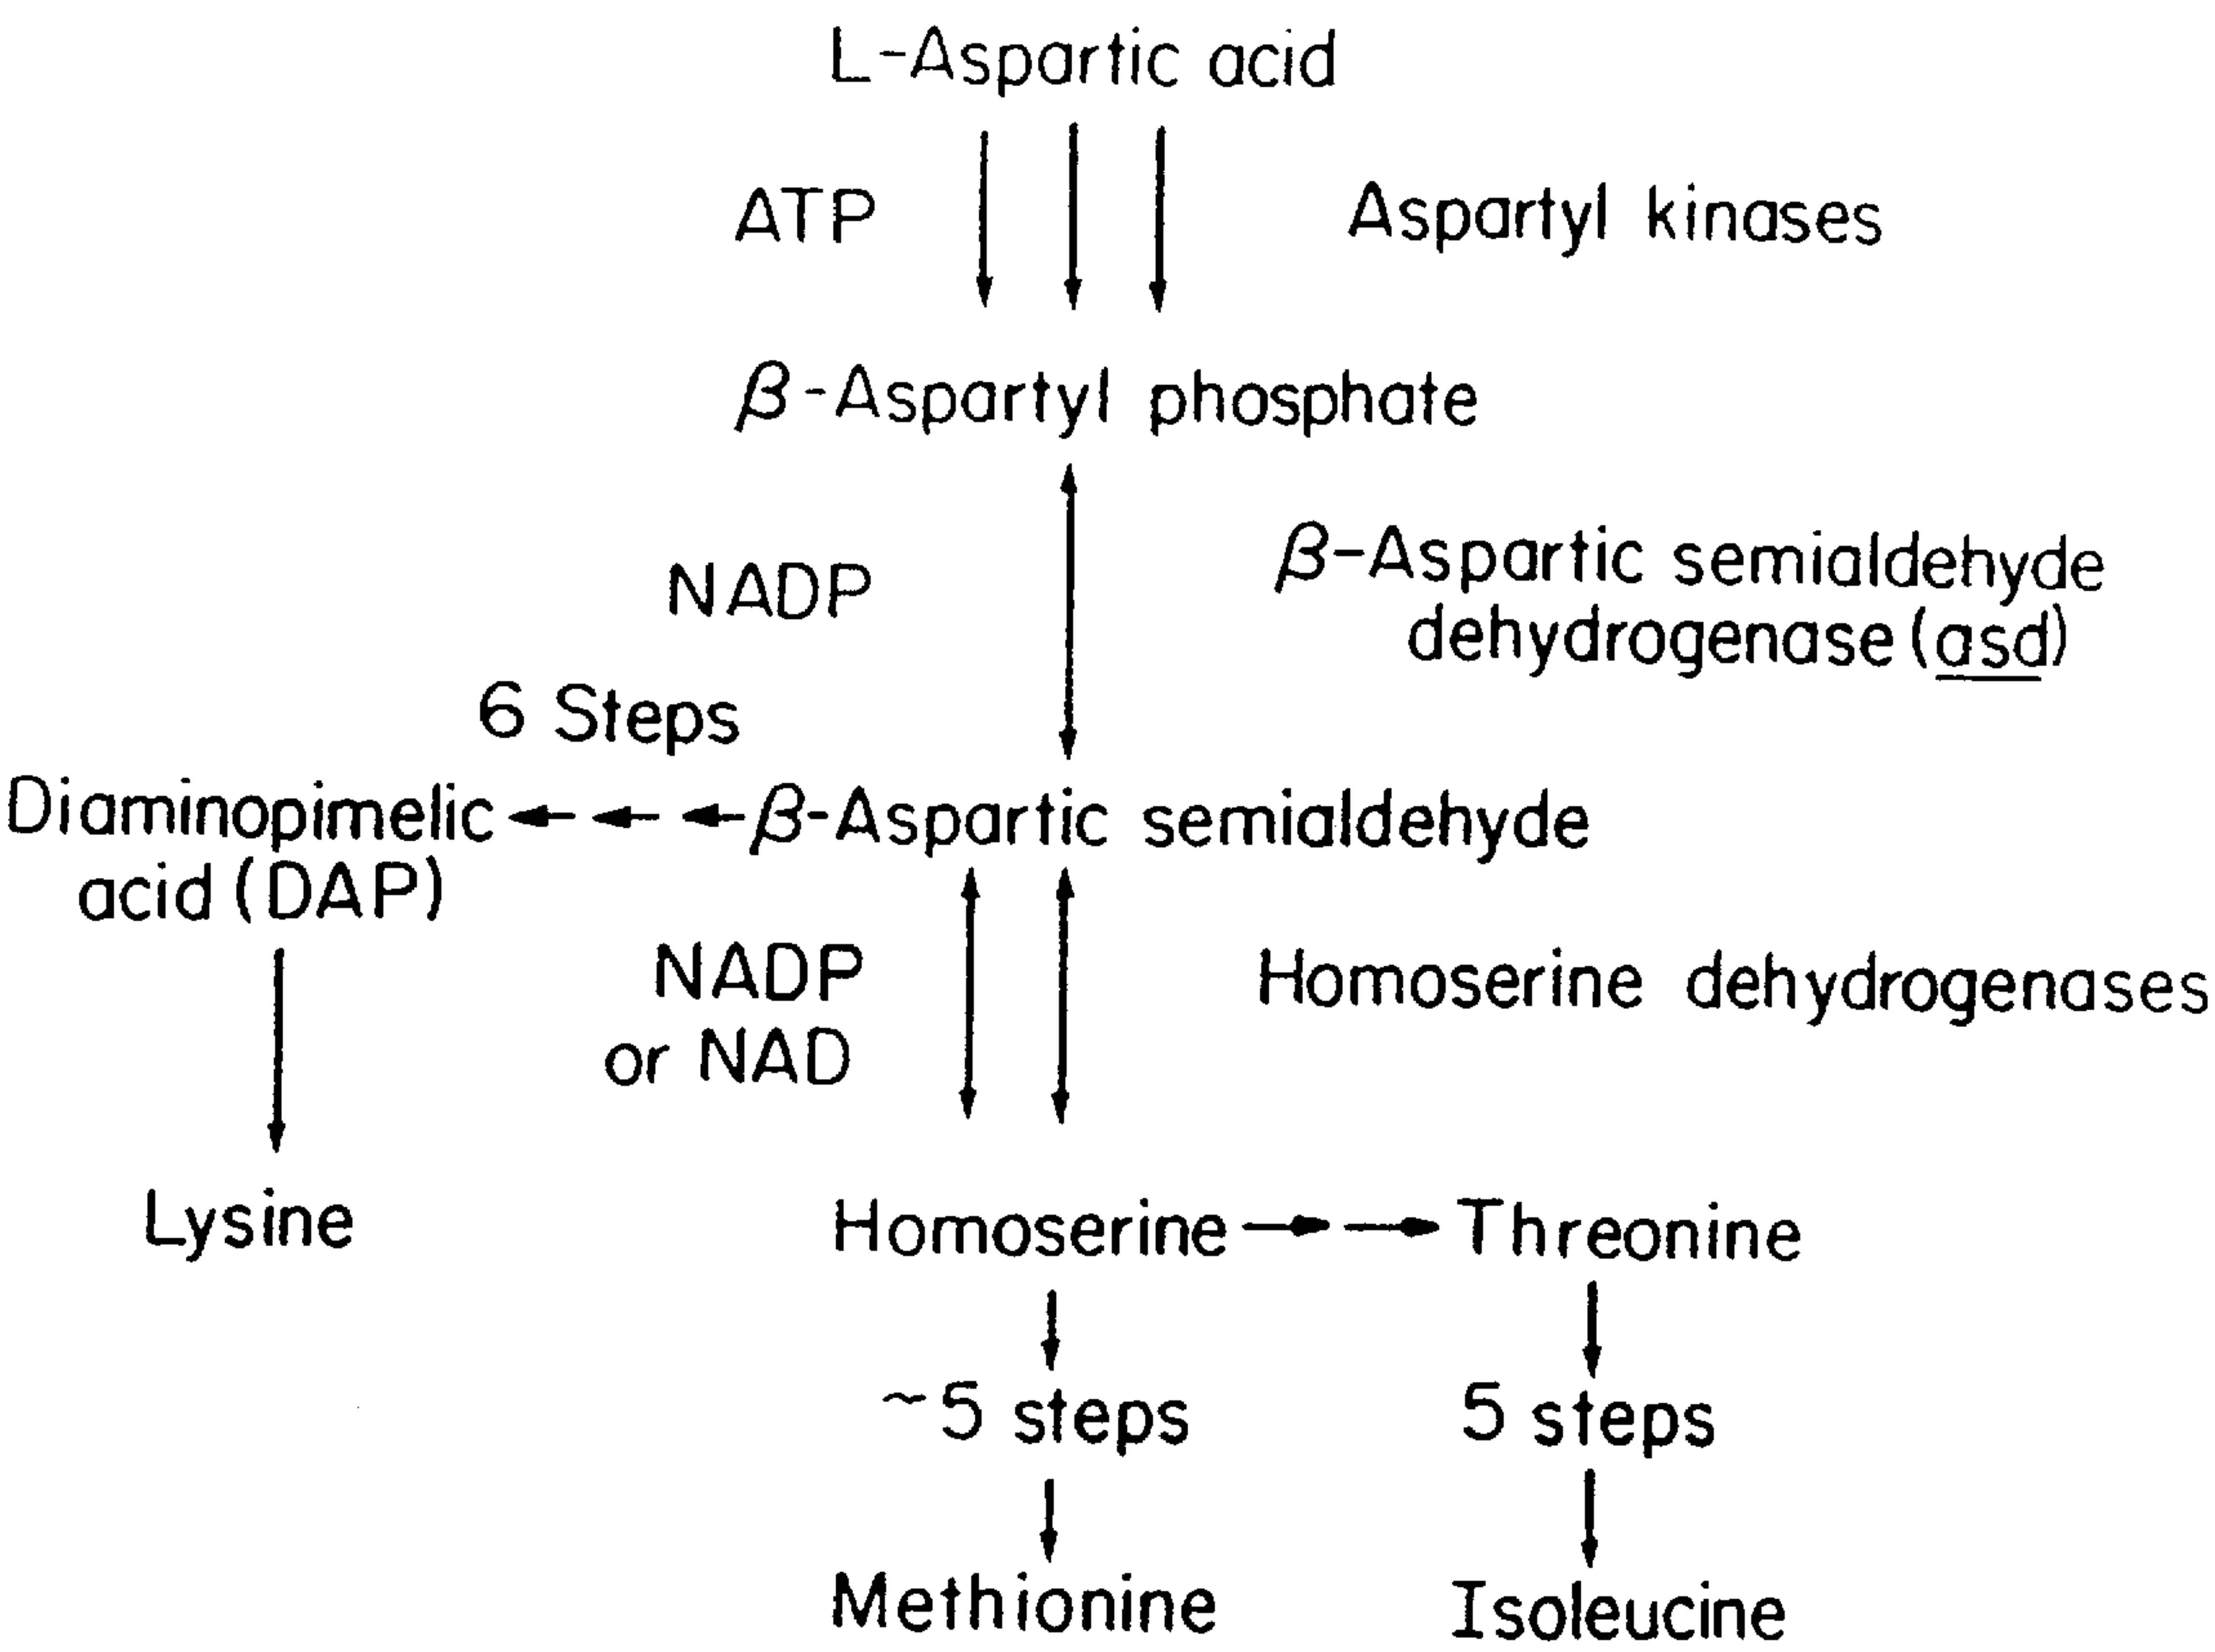 L-Aspartic acid
ATP
Aspartyl kinases
β-Aspartyl phosphate
NADP
β-Aspartic semialdehyde
dehydrogenase (asd)
6 Steps
Diaminopimelic
acid (DAP)
β-Aspartic semialdehyde
NADP
or NAD
Homoserine dehydrogenases
Lysine
Homoserine
Threonine
~5 steps
5 steps
Methionine
Isoleucine